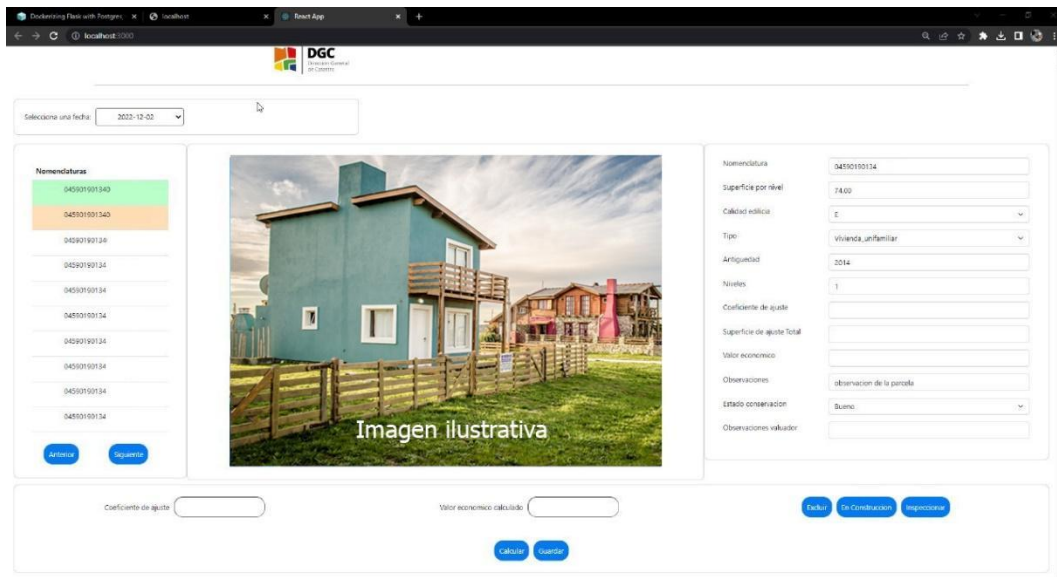 Dockerizing Flask with Postgres,
localhost
React App
localhost:3000
DGC
Dirección General
de Catastro
Selecciona una fecha:
2022-12-02
Nomenclaturas
045901901340
045901901340
04590190134
04590190134
04590190134
04590190134
04590190134
04590190134
04590190134
04590190134
Anterior
Siguiente
Imagen ilustrativa
Nomenclatura
04590190134
Superficie por nivel
74.00
Calidad edilicia
E
Tipo
Vivienda_unifamiliar
Antiguedad
2014
Niveles
1
Coeficiente de ajuste
Superficie de ajuste Total
Valor economico
Observaciones
observacion de la parcela
Estado conservacion
Bueno
Observaciones valuador
Coeficiente de ajuste
Valor economico calculado
Excluir
En Construccion
Inspeccionar
Calcular
Guardar